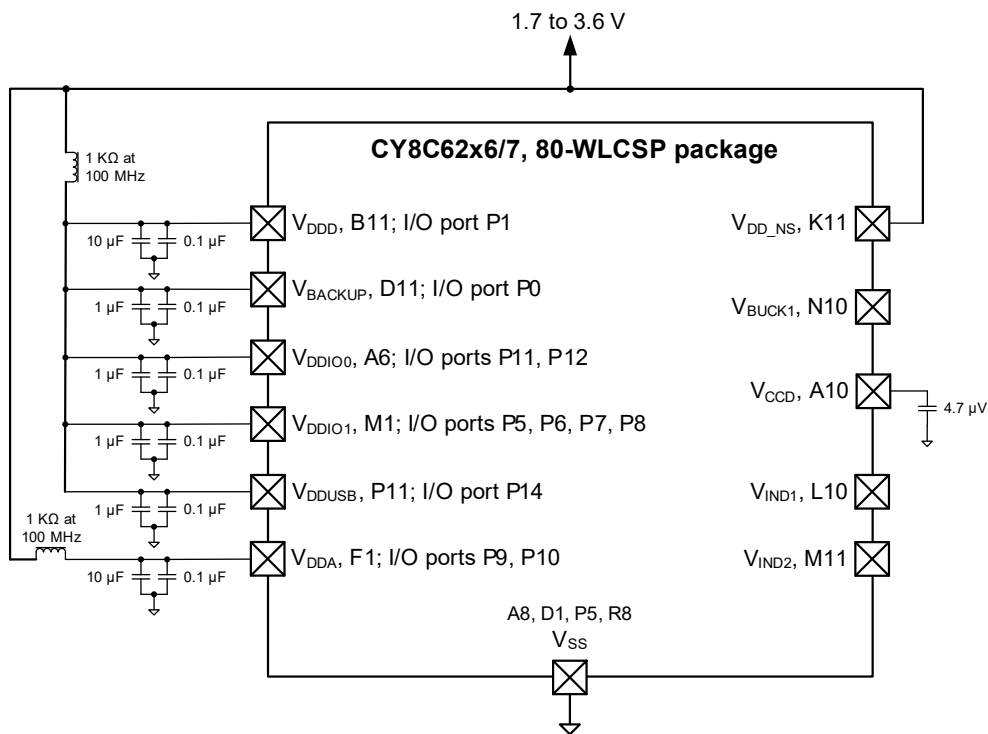 1.7 to 3.6 V
CY8C62x6/7, 80-WLCSP package
1 KΩ at
100 MHz
VDDD, B11; I/O port P1
10 µF
0.1 µF
VBACKUP, D11; I/O port P0
1 µF
0.1 µF
VDDIO0, A6; I/O ports P11, P12
1 µF
0.1 µF
VDDIO1, M1; I/O ports P5, P6, P7, P8
1 µF
0.1 µF
VDDUSB, P11; I/O port P14
1 µF
0.1 µF
1 KΩ at
100 MHz
VDDA, F1; I/O ports P9, P10
10 µF
0.1 µF
VDD_NS, K11
VBUCK1, N10
VCCD, A10
4.7 µV
VIND1, L10
VIND2, M11
A8, D1, P5, R8
VSS